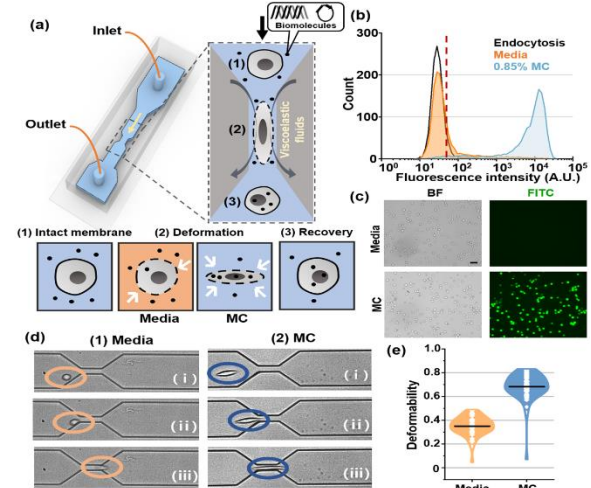 (a)
Inlet
Outlet
Biomolecules
(1)
(2)
(3)
Viscoelastic
fluids
(1) Intact membrane
(2) Deformation
(3) Recovery
Media
MC
(b)
Endocytosis
Media
0.85% MC
Count
300
200
100
0
10⁰ 10¹ 10² 10³ 10⁴ 10⁵
Fluorescence intensity (A.U.)
(c)
BF
FITC
Media
MC
(d)
(1) Media
(2) MC
(i)
(i)
(ii)
(ii)
(iii)
(iii)
(e)
Deformability
1.0
0.8
0.6
0.4
0.2
0
Media
MC